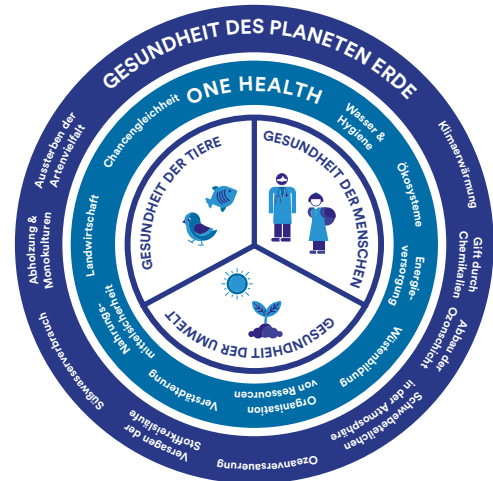 GESUNDHEIT DES PLANETEN ERDE
Klimaerwärmung
Gift durch
Chemikalien
Abbau der
Ozonschicht
Schwebeteilchen
in der Atmosphäre
Ozeanversauerung
Versagen der
Stoffkreisläufe
Süßwasserverbrauch
Abholzung &
Monokulturen
Aussterben der
Artenvielfalt
ONE HEALTH
Wasser &
Hygiene
Ökosysteme
Energie-
versorgung
Wüstenbildung
Organisation
von Ressourcen
Verstädterung
Nahrungs-
mittelsicherheit
Landwirtschaft
Chancengleichheit
GESUNDHEIT DER TIERE
GESUNDHEIT DER MENSCHEN
GESUNDHEIT DER UMWELT